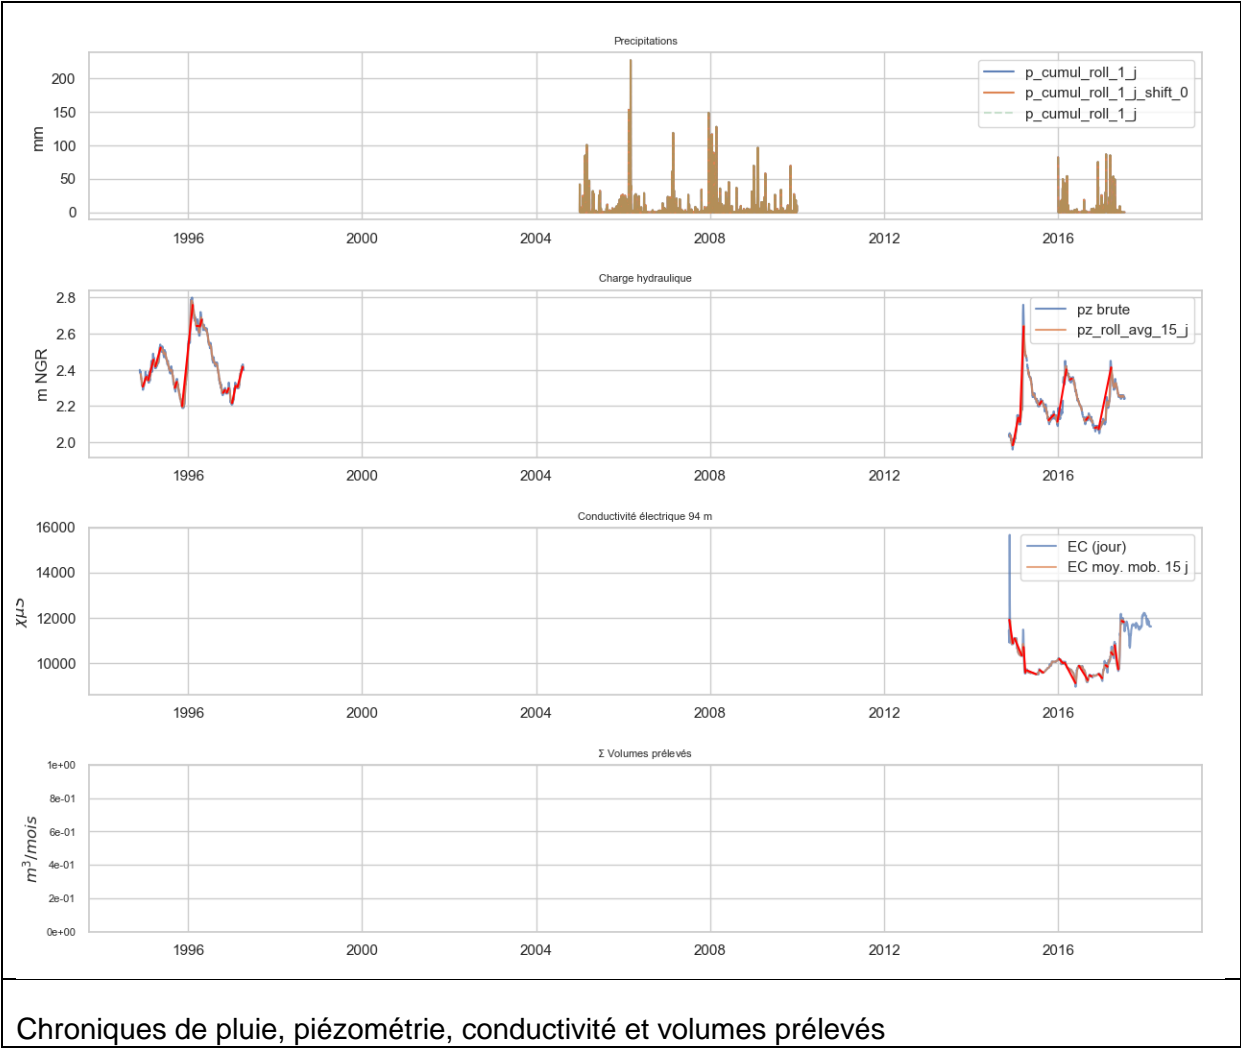 Precipitations
mm
200
150
100
50
0
p_cumul_roll_1_j
p_cumul_roll_1_j_shift_0
p_cumul_roll_1_j
1996 2000 2004 2008 2012 2016
Charge hydraulique
m NGR
2.8
2.6
2.4
2.2
2.0
pz brute
pz_roll_avg_15_j
1996 2000 2004 2008 2012 2016
Conductivité électrique 94 m
χμS
16000
14000
12000
10000
EC (jour)
EC moy. mob. 15 j
1996 2000 2004 2008 2012 2016
Σ Volumes prélevés
m³/mois
1e+00
8e-01
6e-01
4e-01
2e-01
0e+00
1996 2000 2004 2008 2012 2016
Chroniques de pluie, piézométrie, conductivité et volumes prélevés